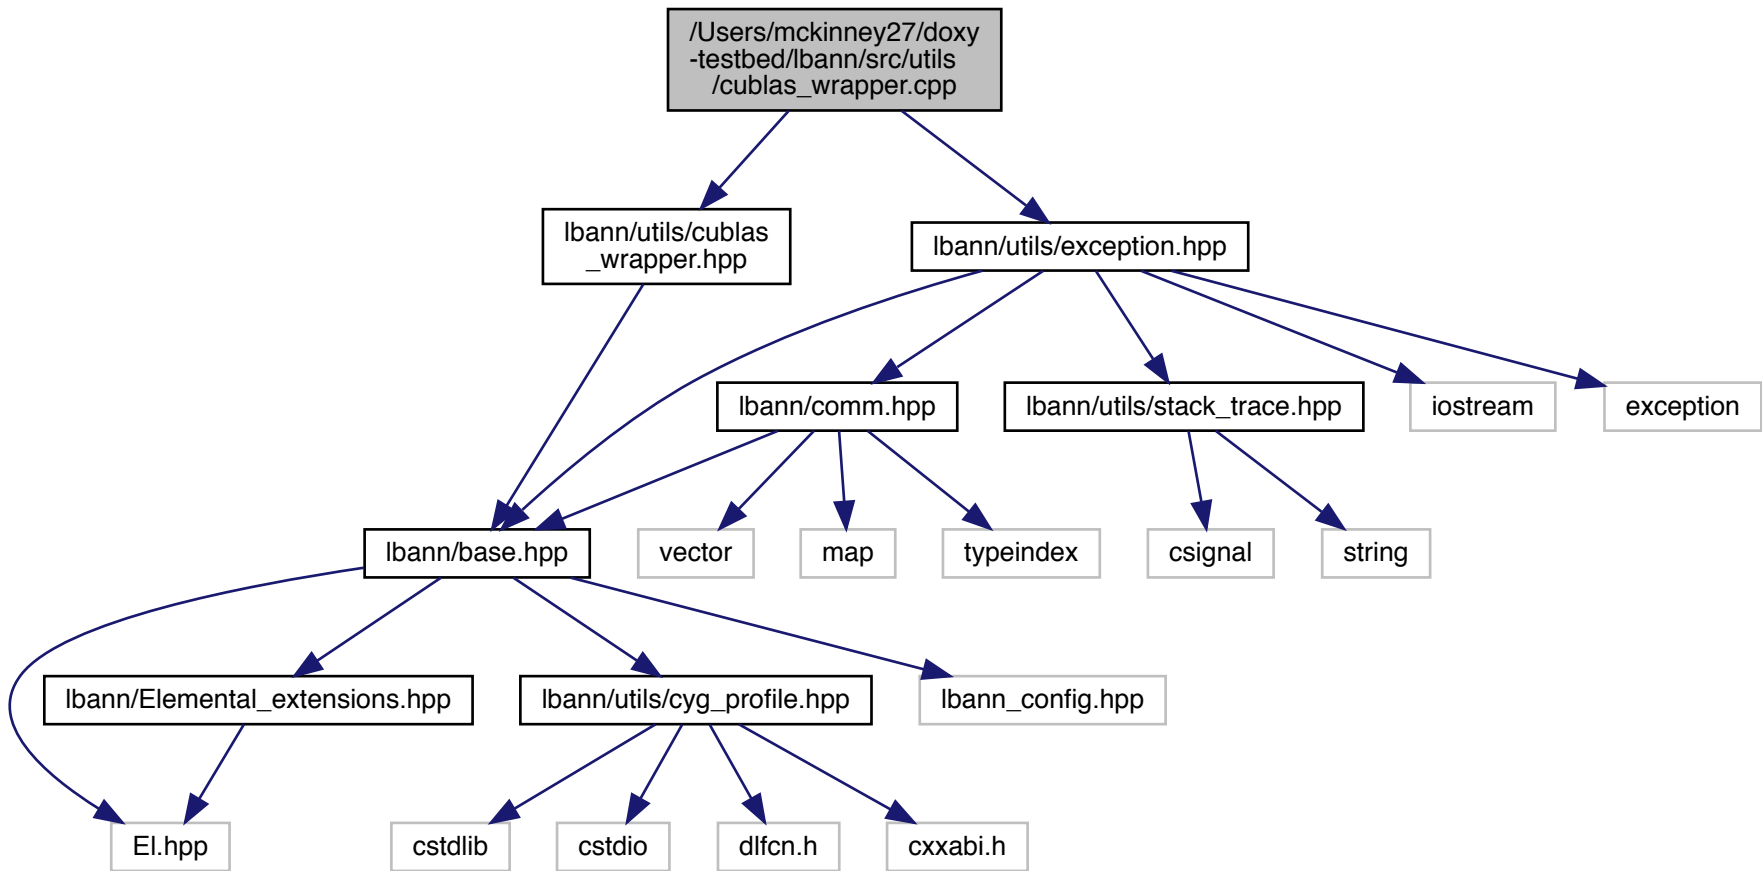 /Users/mckinney27/doxy
-testbed/lbann/src/utils
/cublas_wrapper.cpp
lbann/utils/cublas
_wrapper.hpp
lbann/utils/exception.hpp
lbann/comm.hpp
lbann/utils/stack_trace.hpp
iostream
exception
lbann/base.hpp
vector
map
typeindex
csignal
string
lbann/Elemental_extensions.hpp
lbann/utils/cyg_profile.hpp
lbann_config.hpp
El.hpp
cstdlib
cstdio
dlfcn.h
cxxabi.h